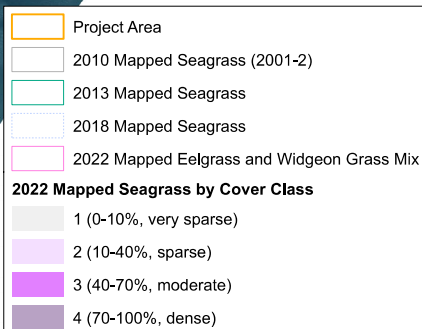 Project Area
2010 Mapped Seagrass (2001-2)
2013 Mapped Seagrass
2018 Mapped Seagrass
2022 Mapped Eelgrass and Widgeon Grass Mix
2022 Mapped Seagrass by Cover Class
1 (0-10%, very sparse)
2 (10-40%, sparse)
3 (40-70%, moderate)
4 (70-100%, dense)